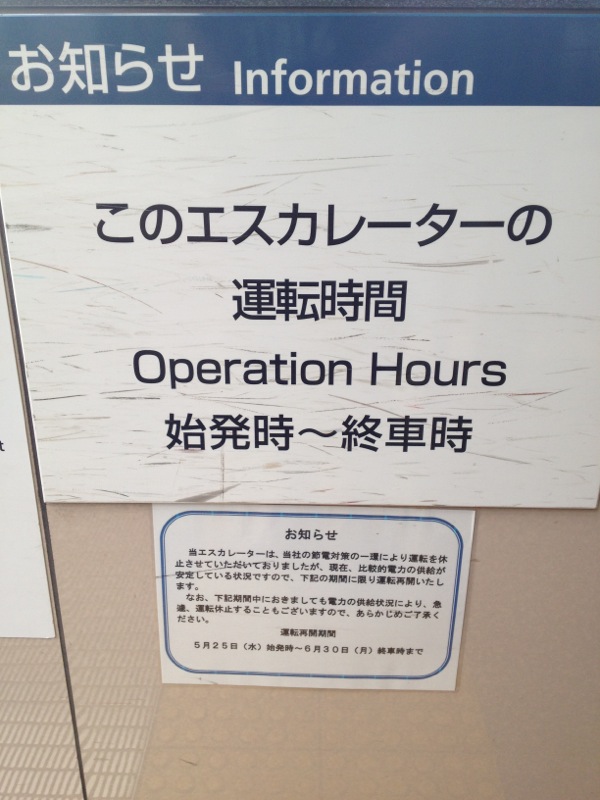 お知らせ Information
このエスカレーターの
運転時間
Operation Hours
始発時～終車時
t
お知らせ
当エスカレーターは、当社の節電対策の一環により運転を休
止させていただいておりましたが、現在、比較的電力の供給が
安定している状況ですので、下記の期間に限り運転再開いたし
ます。
なお、下記期間中におきましても電力の供給状況により、急
遽、運転休止することもございますので、あらかじめご了承く
ださい。
運転再開期間
5月25日（水）始発時～6月30日（月）終車時まで